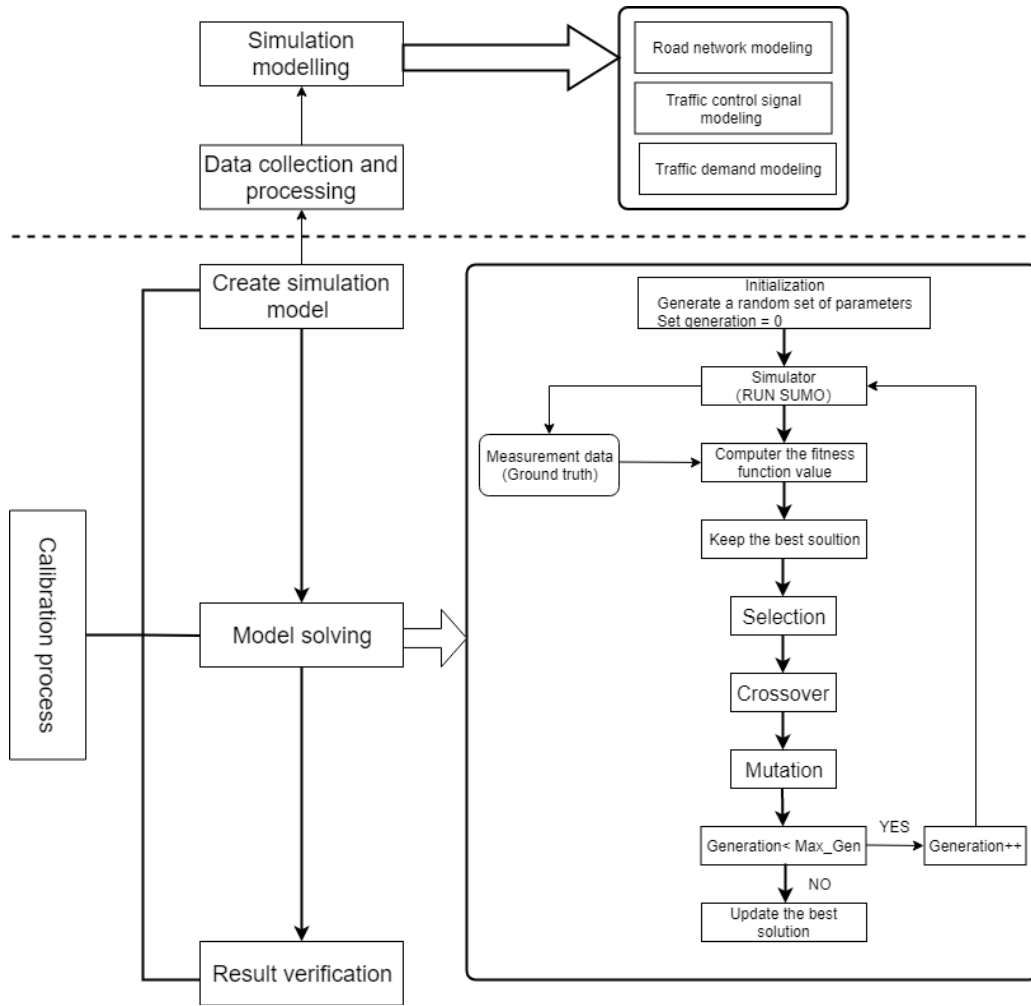 Simulation
modelling
Road network modeling
Traffic control signal
modeling
Traffic demand modeling
Data collection and
processing
Create simulation
model
Initialization
Generate a random set of parameters
Set generation = 0
Simulator
(RUN SUMO)
Measurement data
(Ground truth)
Computer the fitness
function value
Keep the best soultion
Calibration process
Model solving
Selection
Crossover
Mutation
Generation< Max_Gen
YES
Generation++
NO
Update the best
solution
Result verification